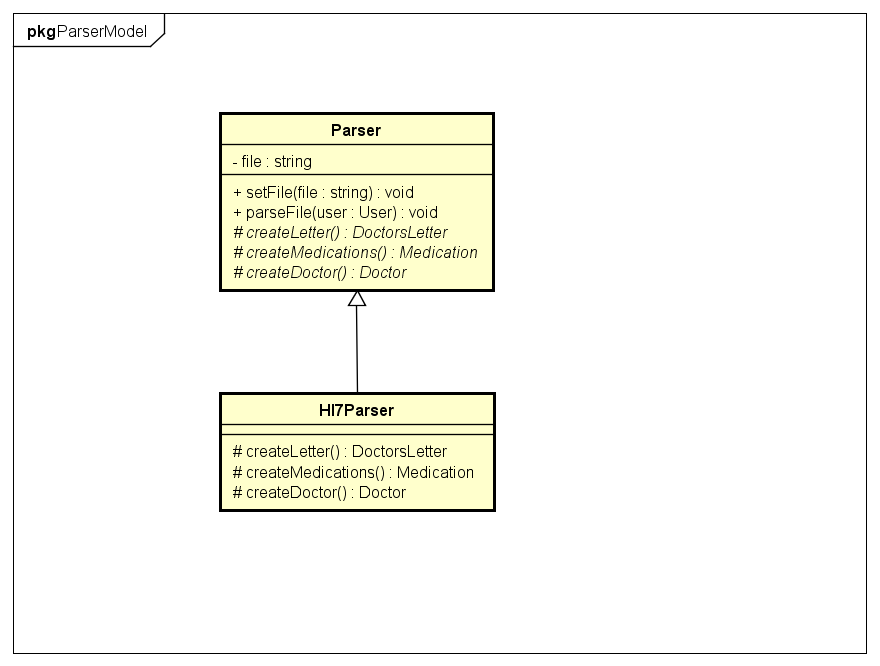 pkgParserModel
Parser
- file : string
+ setFile(file : string) : void
+ parseFile(user : User) : void
# createLetter() : DoctorsLetter
# createMedications() : Medication
# createDoctor() : Doctor
Hl7Parser
# createLetter() : DoctorsLetter
# createMedications() : Medication
# createDoctor() : Doctor